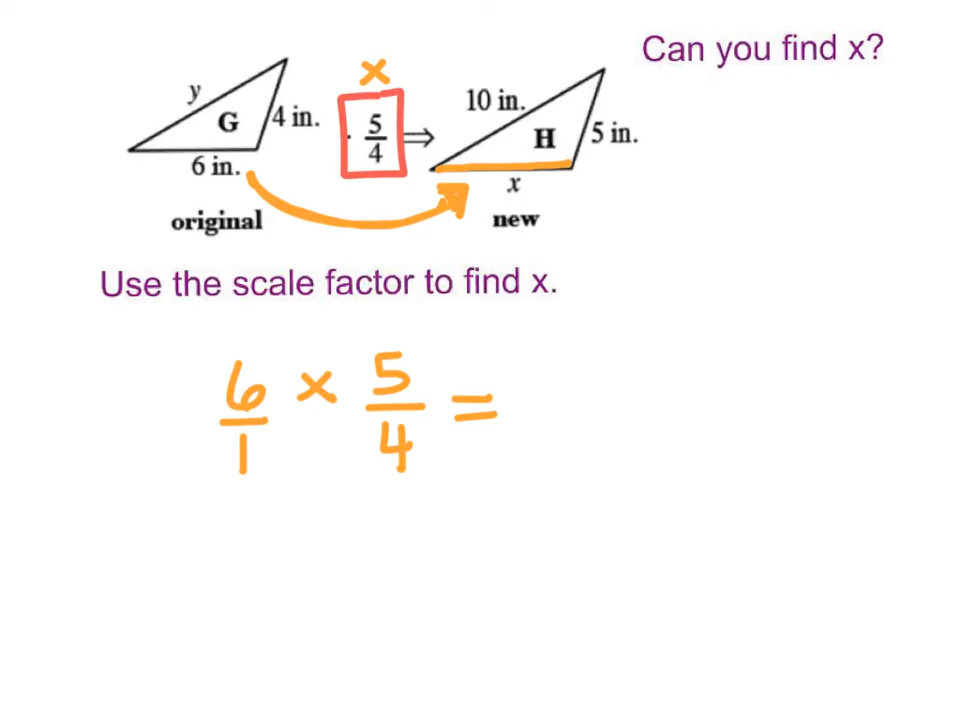 Can you find x?
x
y
G
4 in.
6 in.
original
· 5/4 ⇒
10 in.
H
5 in.
x
new
Use the scale factor to find x.
6/1 x 5/4 =